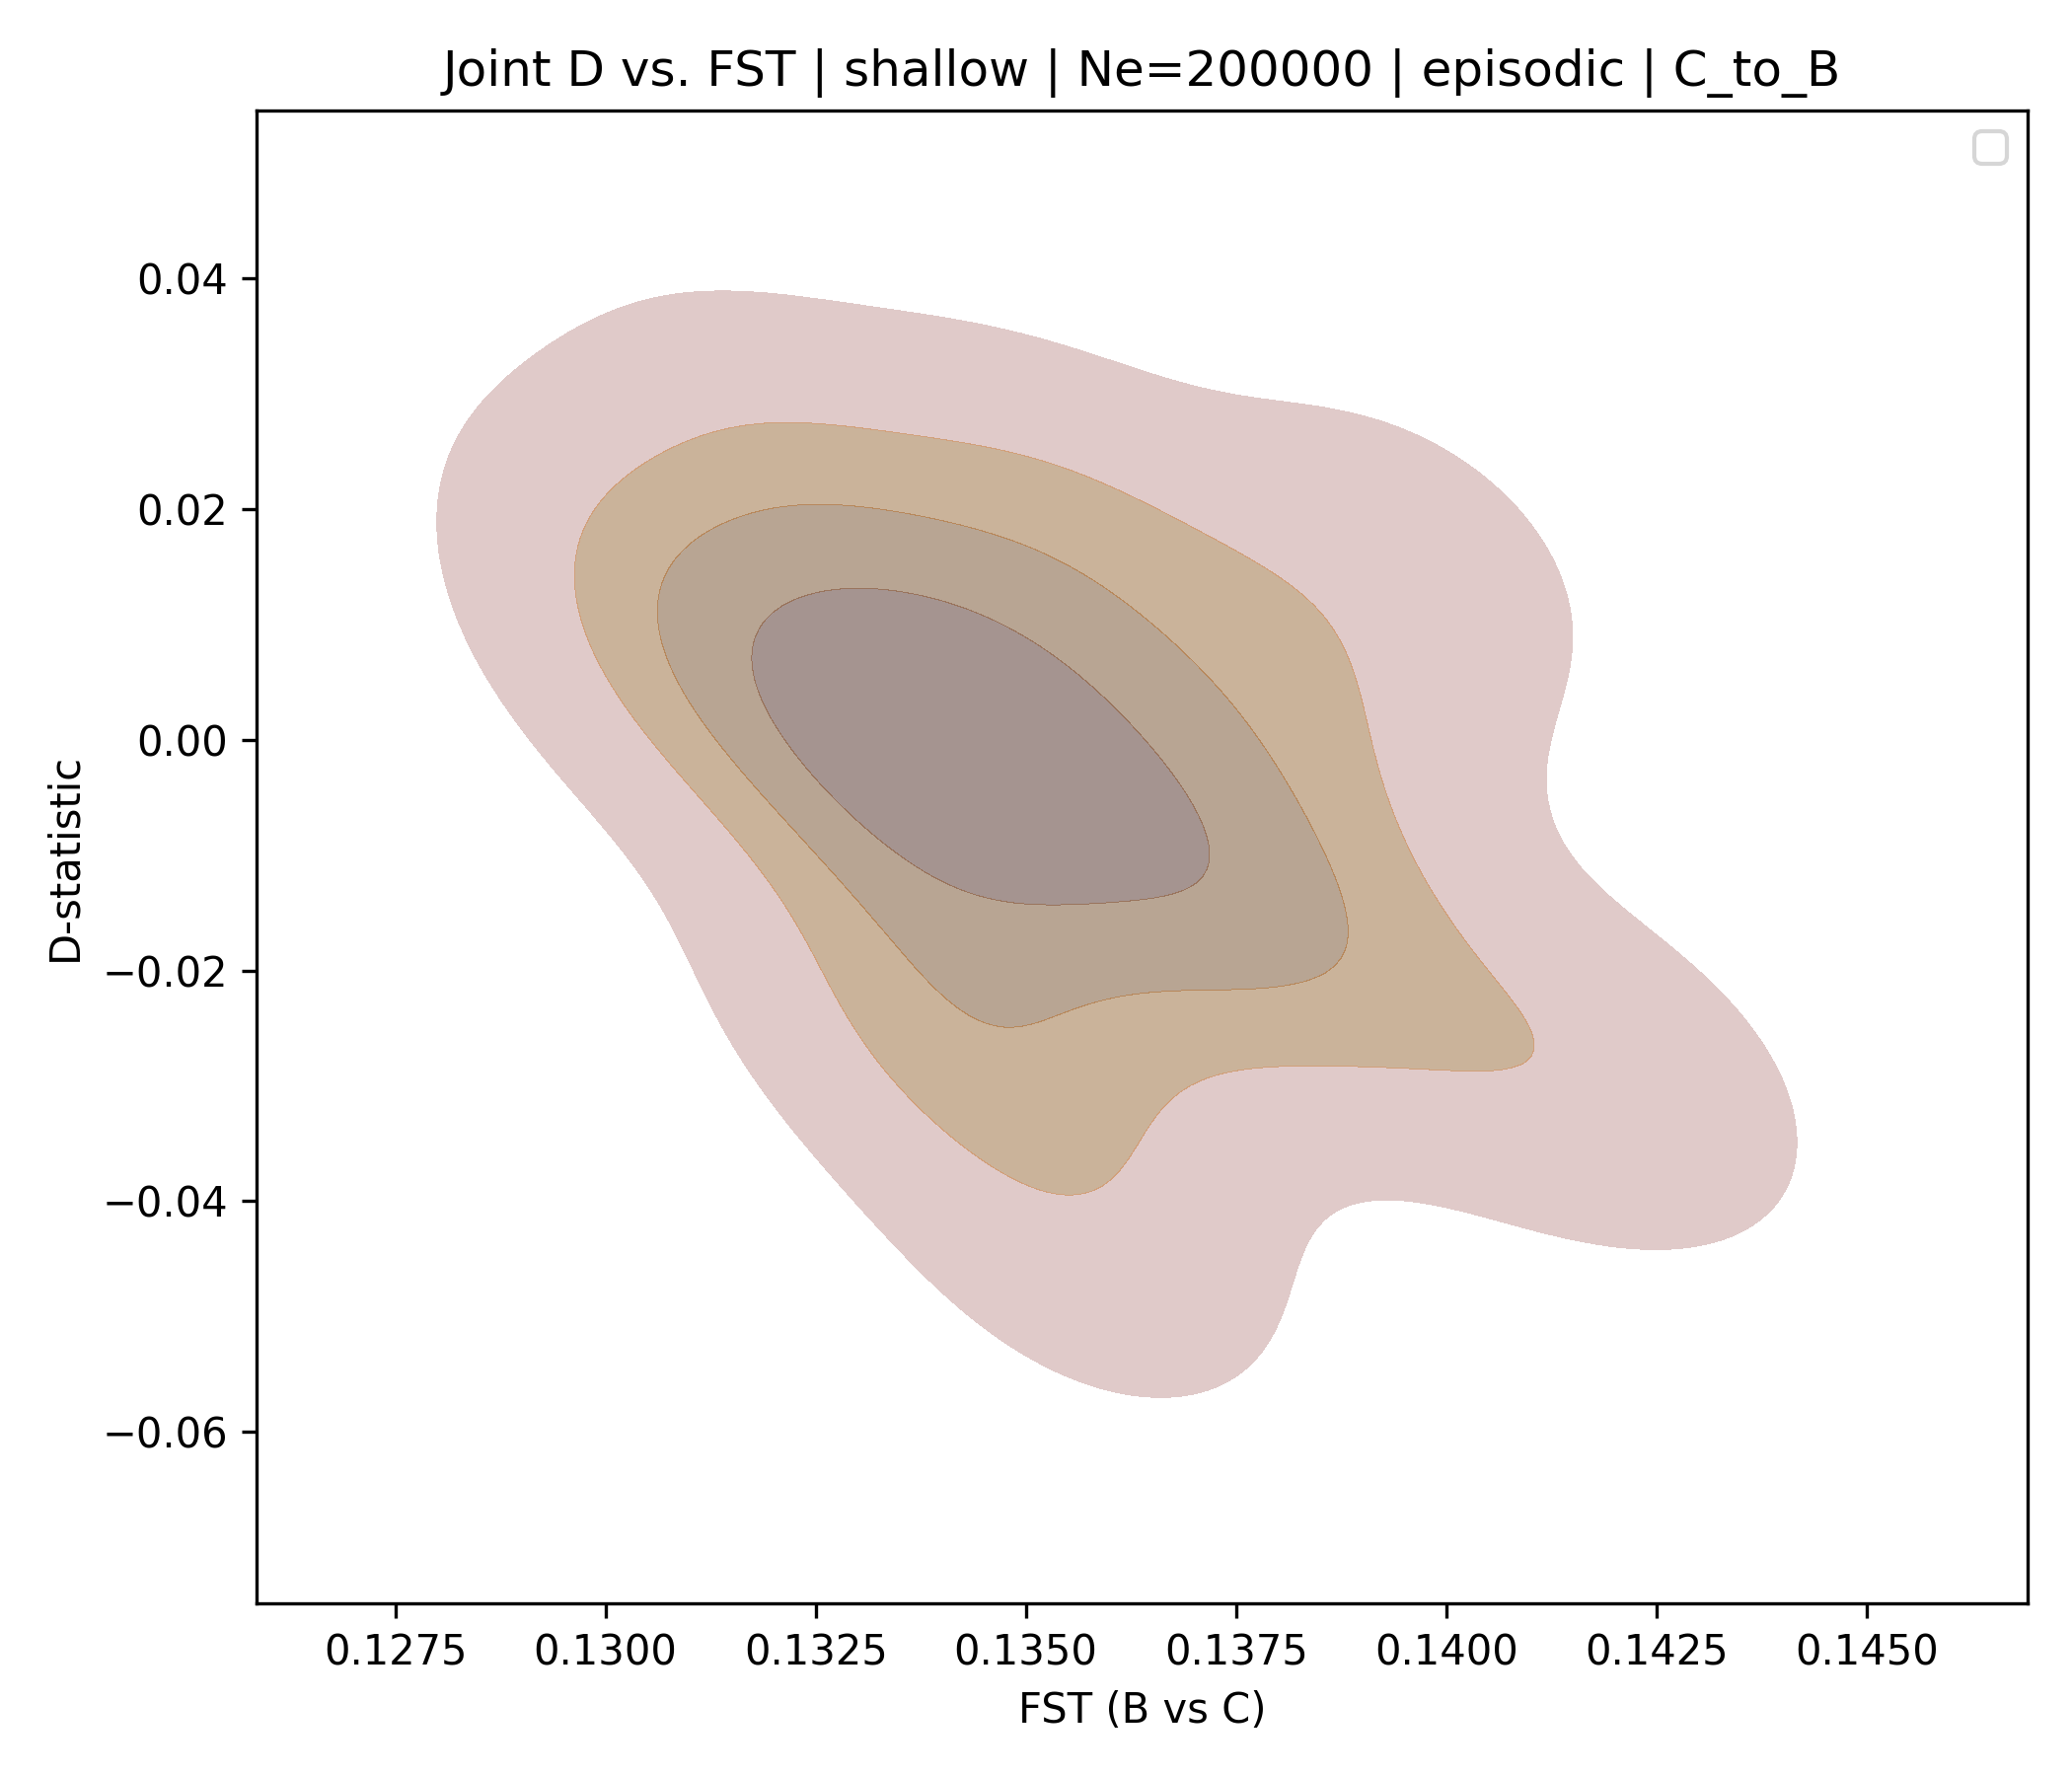 Joint D vs. FST | shallow | Ne=200000 | episodic | C_to_B
0.04
0.02
0.00
−0.02
−0.04
−0.06
D-statistic
0.1275 0.1300 0.1325 0.1350 0.1375 0.1400 0.1425 0.1450
FST (B vs C)